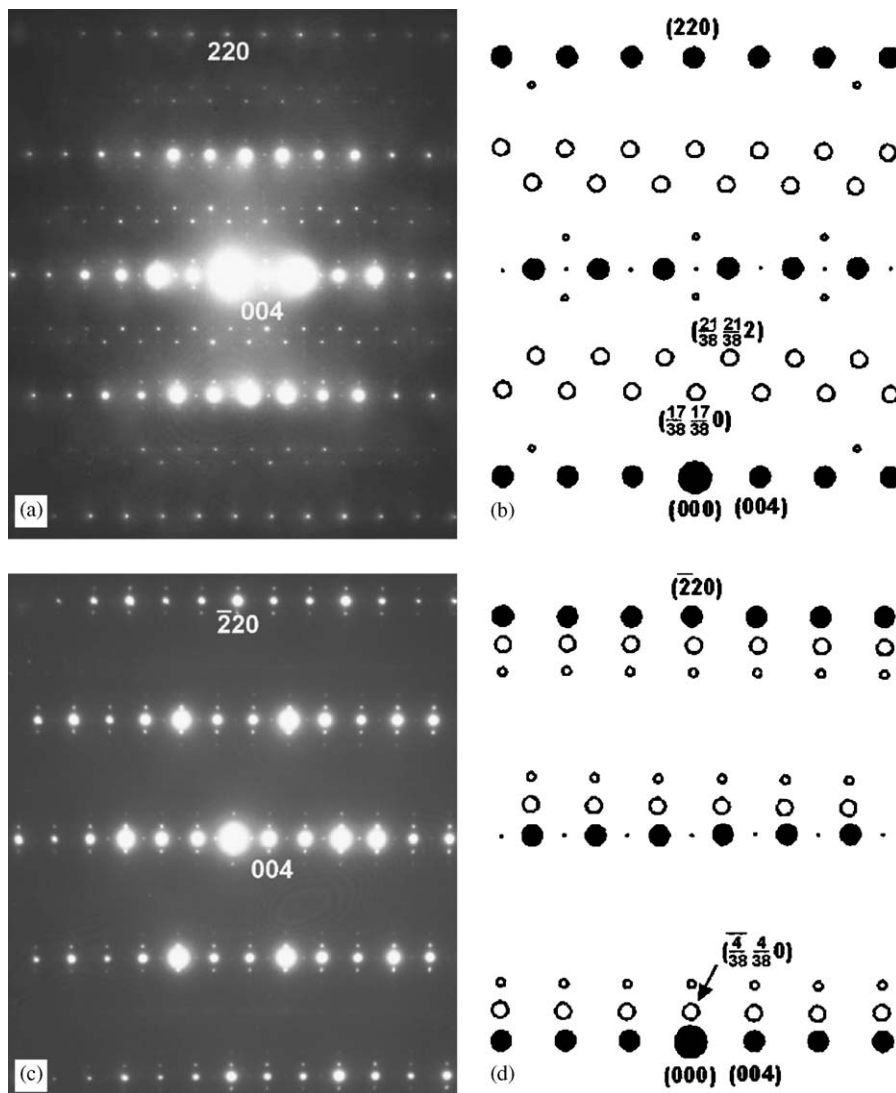 220
004
(a)
(220)
(21/38 21/38 2)
(17/38 17/38 0)
(000) (004)
(b)
2̅20
004
(c)
(2̅20)
(4̅/38 4/38 0)
(000) (004)
(d)